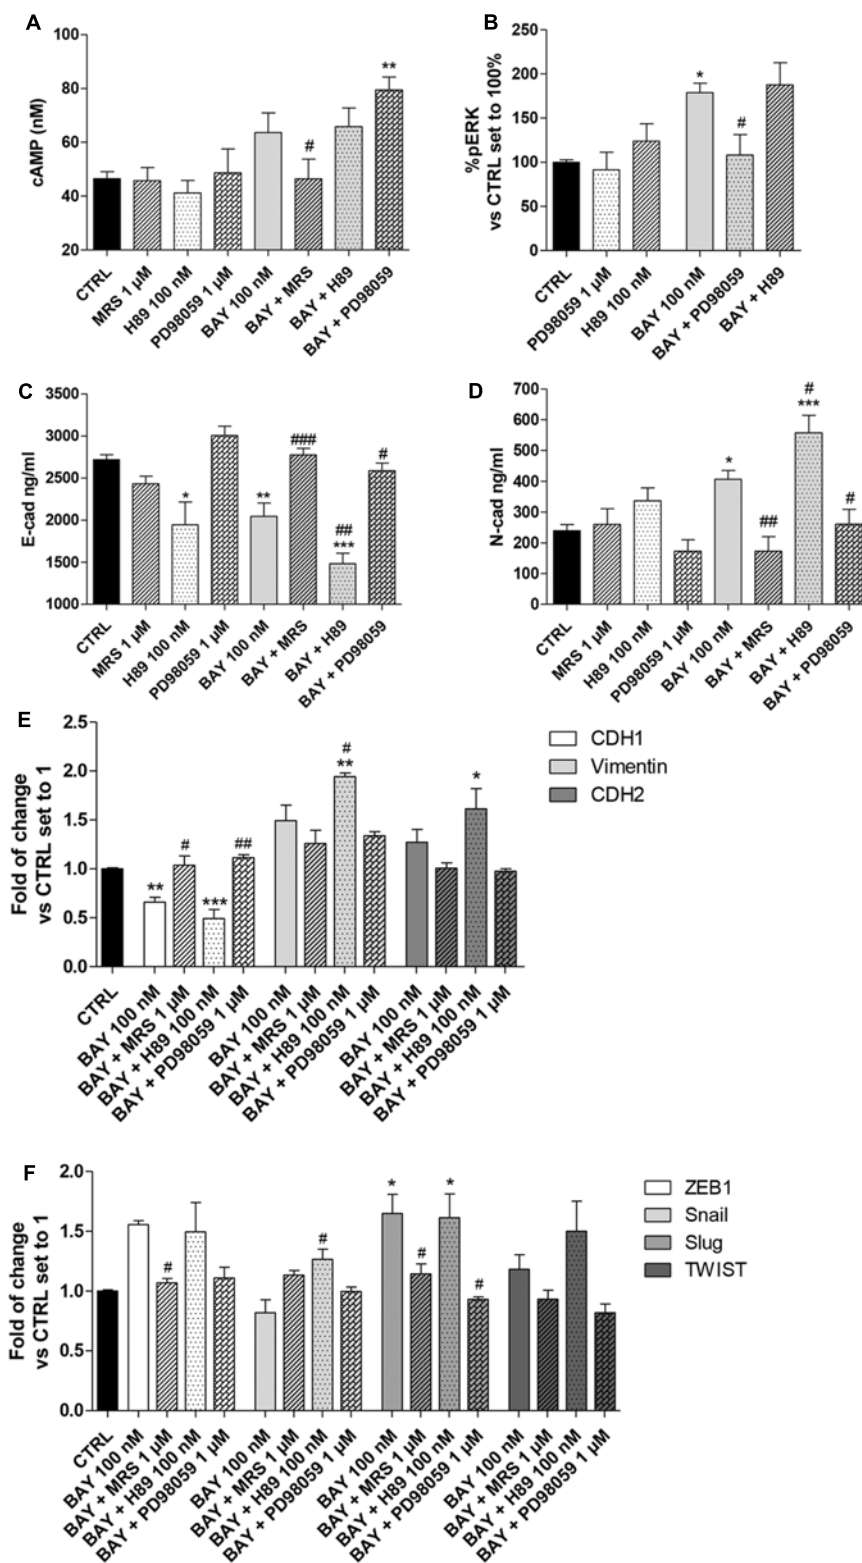 A
cAMP (nM)
100
80
60
40
20
**
#
CTRL
MRS 1 µM
H89 100 nM
PD98059 1 µM
BAY 100 nM
BAY + MRS
BAY + H89
BAY + PD98059
B
%pERK
vs CTRL set to 100%
250
200
150
100
50
0
*
#
CTRL
PD98059 1 µM
H89 100 nM
BAY 100 nM
BAY + PD98059
BAY + H89
C
E-cad ng/ml
3500
3000
2500
2000
1500
1000
*
**
###
##
***
#
CTRL
MRS 1 µM
H89 100 nM
PD98059 1 µM
BAY 100 nM
BAY + MRS
BAY + H89
BAY + PD98059
D
N-cad ng/ml
700
600
500
400
300
200
100
0
*
##
#
***
#
CTRL
MRS 1 µM
H89 100 nM
PD98059 1 µM
BAY 100 nM
BAY + MRS
BAY + H89
BAY + PD98059
E
Fold of change
vs CTRL set to 1
2.5
2.0
1.5
1.0
0.5
0.0
**
#
***
##
#
**
*
CTRL
BAY 100 nM
BAY + MRS 1 µM
BAY + H89 100 nM
BAY + PD98059 1 µM
BAY 100 nM
BAY + MRS 1 µM
BAY + H89 100 nM
BAY + PD98059 1 µM
BAY 100 nM
BAY + MRS 1 µM
BAY + H89 100 nM
BAY + PD98059 1 µM
CDH1
Vimentin
CDH2
F
Fold of change
vs CTRL set to 1
2.0
1.5
1.0
0.5
0.0
#
#
*
#
*
#
CTRL
BAY 100 nM
BAY + MRS 1 µM
BAY + H89 100 nM
BAY + PD98059 1 µM
BAY 100 nM
BAY + MRS 1 µM
BAY + H89 100 nM
BAY + PD98059 1 µM
BAY 100 nM
BAY + MRS 1 µM
BAY + H89 100 nM
BAY + PD98059 1 µM
BAY 100 nM
BAY + MRS 1 µM
BAY + H89 100 nM
BAY + PD98059 1 µM
ZEB1
Snail
Slug
TWIST